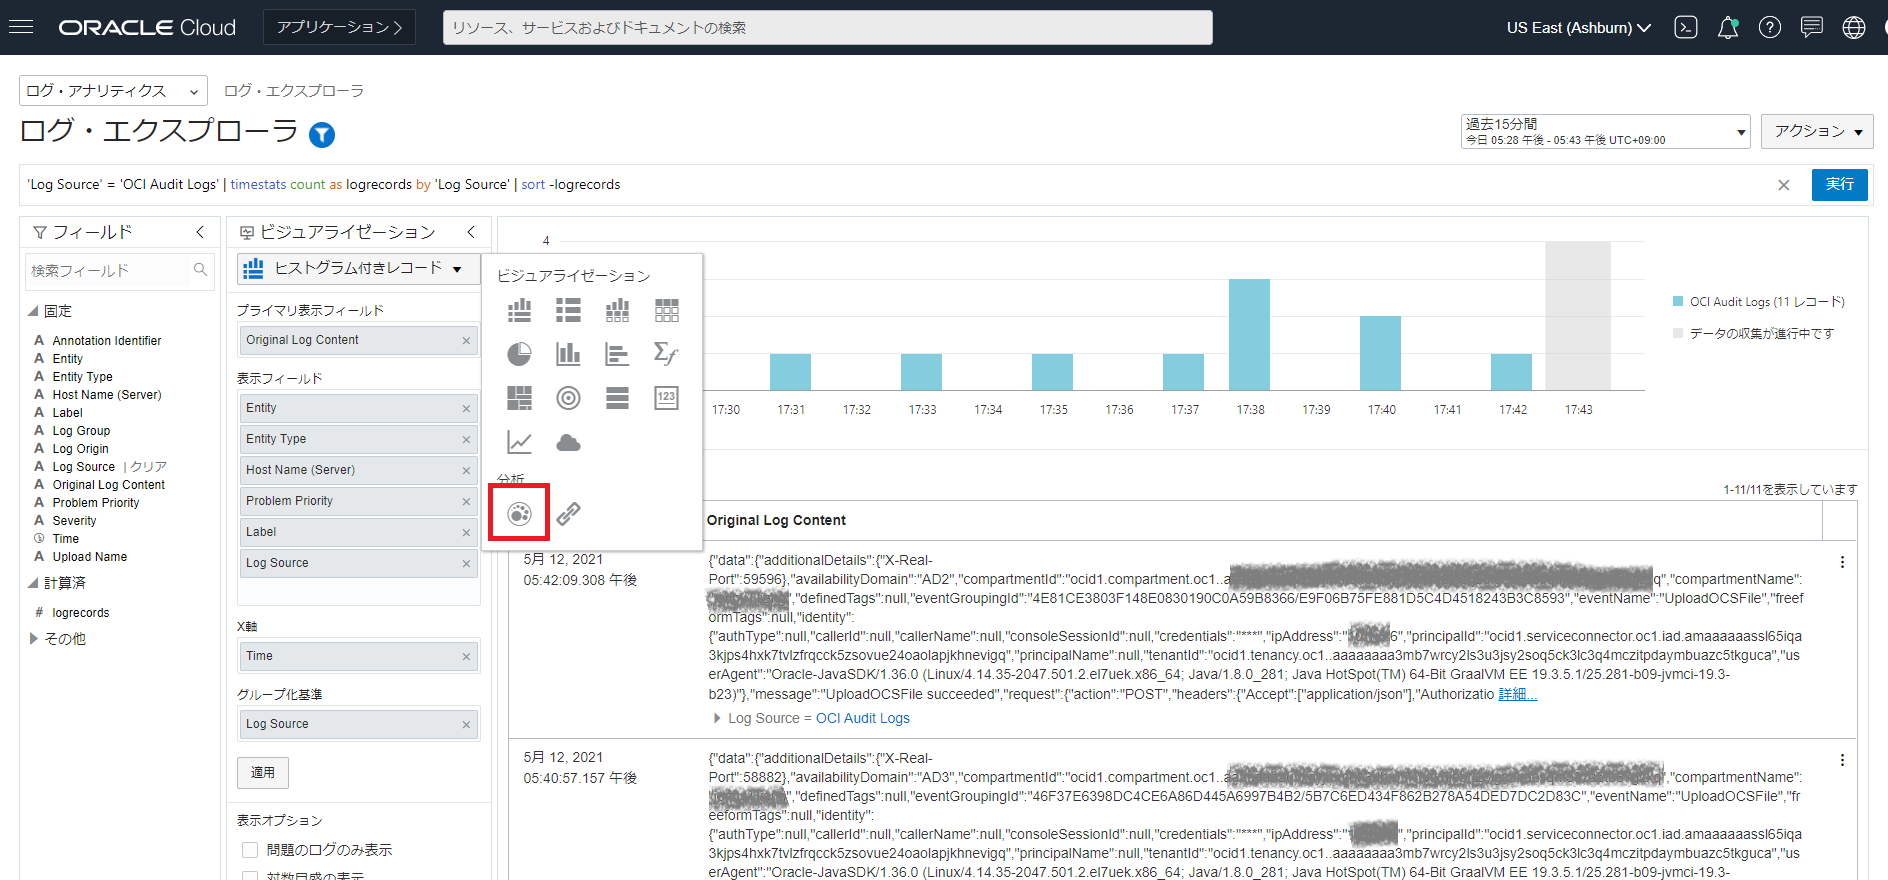 ORACLE Cloud
アプリケーション
リソース、サービスおよびドキュメントの検索
US East (Ashburn)
ログ・アナリティクス
ログ・エクスプローラ
ログ・エクスプローラ
過去15分間
今日 05:28 午後 - 05:43 午後 UTC+09:00
アクション
'Log Source' = 'OCI Audit Logs' | timestats count as logrecords by 'Log Source' | sort -logrecords
実行
フィールド
検索フィールド
固定
A Annotation Identifier
A Entity
A Entity Type
A Host Name (Server)
A Label
A Log Group
A Log Origin
A Log Source | クリア
A Original Log Content
A Problem Priority
A Severity
Time
A Upload Name
計算済
# logrecords
その他
ビジュアライゼーション
ヒストグラム付きレコード
プライマリ表示フィールド
Original Log Content
表示フィールド
Entity
Entity Type
Host Name (Server)
Problem Priority
Label
Log Source
X軸
Time
グループ化基準
Log Source
適用
表示オプション
問題のログのみ表示
対数目盛の表示
ビジュアライゼーション
123
分析
4
17:30 17:31 17:32 17:33 17:34 17:35 17:36 17:37 17:38 17:39 17:40 17:41 17:42 17:43
OCI Audit Logs (11 レコード)
データの収集が進行中です
1-11/11を表示しています
Original Log Content
5月 12, 2021
05:42:09.308 午後
{"data":{"additionalDetails":{"X-Real-
Port":59596},"availabilityDomain":"AD2","compartmentId":"ocid1.compartment.oc1..a q","compartmentName":
","definedTags":null,"eventGroupingId":"4E81CE3803F148E0830190C0A59B8366/E9F06B75FE881D5C4D4518243B3C8593","eventName":"UploadOCSFile","freef
ormTags":null,"identity":
{"authType":null,"callerId":null,"callerName":null,"consoleSessionId":null,"credentials":"***","ipAddress":" 6","principalId":"ocid1.serviceconnector.oc1.iad.amaaaaaassl65iqa
3kjps4hxk7tvlzfrqcck5zsovue24oaolapjkhnevigq","principalName":null,"tenantId":"ocid1.tenancy.oc1..aaaaaaaa3mb7wrcy2ls3u3jsy2soq5ck3lc3q4mczitpdaymbuazc5tkguca","us
erAgent":"Oracle-JavaSDK/1.36.0 (Linux/4.14.35-2047.501.2.el7uek.x86_64; Java/1.8.0_281; Java HotSpot(TM) 64-Bit GraalVM EE 19.3.5.1/25.281-b09-jvmci-19.3-
b23)"},"message":"UploadOCSFile succeeded","request":{"action":"POST","headers":{"Accept":["application/json"],"Authorizatio 詳細...
Log Source = OCI Audit Logs
5月 12, 2021
05:40:57.157 午後
{"data":{"additionalDetails":{"X-Real-
Port":58882},"availabilityDomain":"AD3","compartmentId":"ocid1.compartment.oc1.. ","compartmentName":
","definedTags":null,"eventGroupingId":"46F37E6398DC4CE6A86D445A6997B4B2/5B7C6ED434F862B278A54DED7DC2D83C","eventName":"UploadOCSFile","fr
eeformTags":null,"identity":
{"authType":null,"callerId":null,"callerName":null,"consoleSessionId":null,"credentials":"***","ipAddress":" ","principalId":"ocid1.serviceconnector.oc1.iad.amaaaaaassl65iqa
3kjps4hxk7tvlzfrqcck5zsovue24oaolapjkhnevigq","principalName":null,"tenantId":"ocid1.tenancy.oc1..aaaaaaaa3mb7wrcy2ls3u3jsy2soq5ck3lc3q4mczitpdaymbuazc5tkguca","us
erAgent":"Oracle-JavaSDK/1.36.0 (Linux/4.14.35-2047.501.2.el7uek.x86_64; Java/1.8.0_281; Java HotSpot(TM) 64-Bit GraalVM EE 19.3.5.1/25.281-b09-jvmci-19.3-